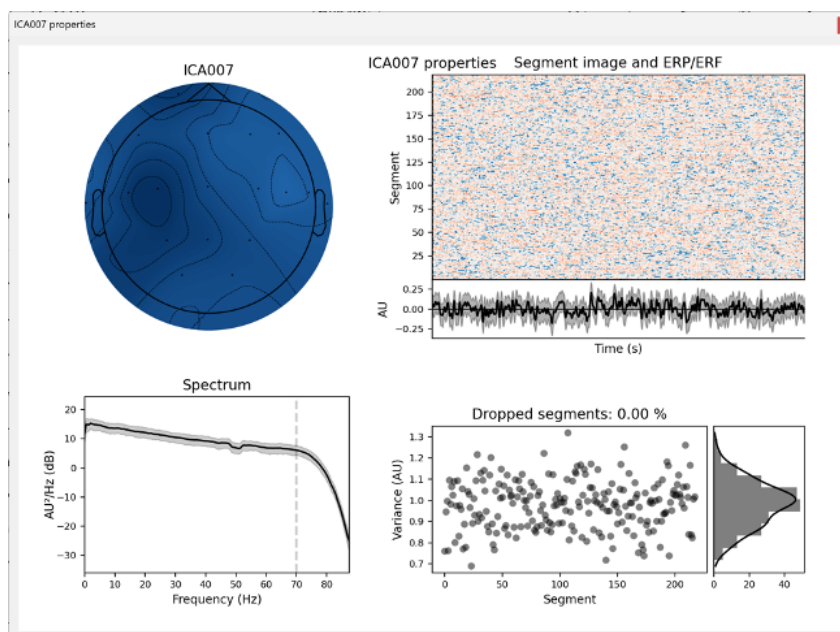 ICA007 properties
ICA007
ICA007 properties Segment image and ERP/ERF
Segment
200
175
150
125
100
75
50
25
AU
0.25
0.00
−0.25
Time (s)
Spectrum
AU²/Hz (dB)
20
10
0
−10
−20
−30
0 10 20 30 40 50 60 70 80
Frequency (Hz)
Dropped segments: 0.00 %
Variance (AU)
1.3
1.2
1.1
1.0
0.9
0.8
0.7
0 50 100 150 200
Segment
0 20 40